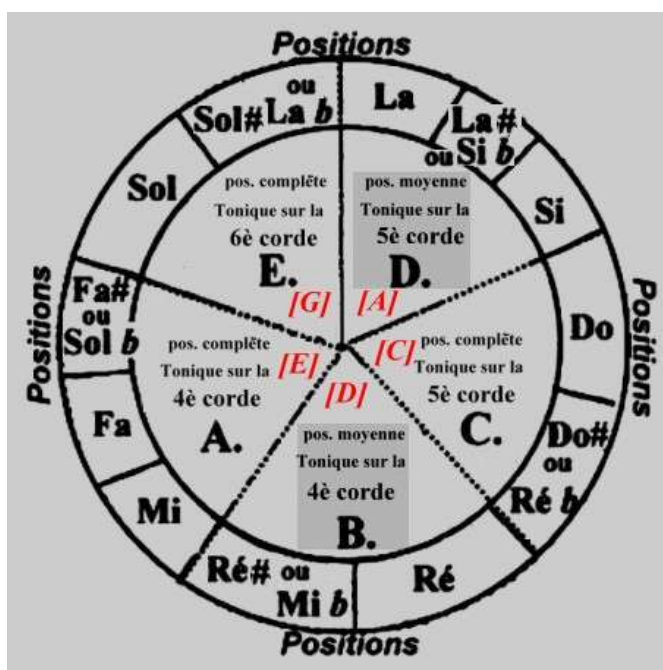 Positions
Sol# ou La b
La
La #
ou Si b
Si
Do
Do#
ou
Ré b
Ré
Ré# ou
Mi b
Mi
Fa
Fa#
ou
Sol b
Sol
Positions
Positions
Positions
pos. complête
Tonique sur la
6è corde
E.
[G]
pos. moyenne
Tonique sur la
5è corde
D.
[A]
pos. complête
Tonique sur la
5è corde
C.
[C]
pos. moyenne
Tonique sur la
4è corde
B.
[D]
pos. complête
Tonique sur la
4è corde
A.
[E]